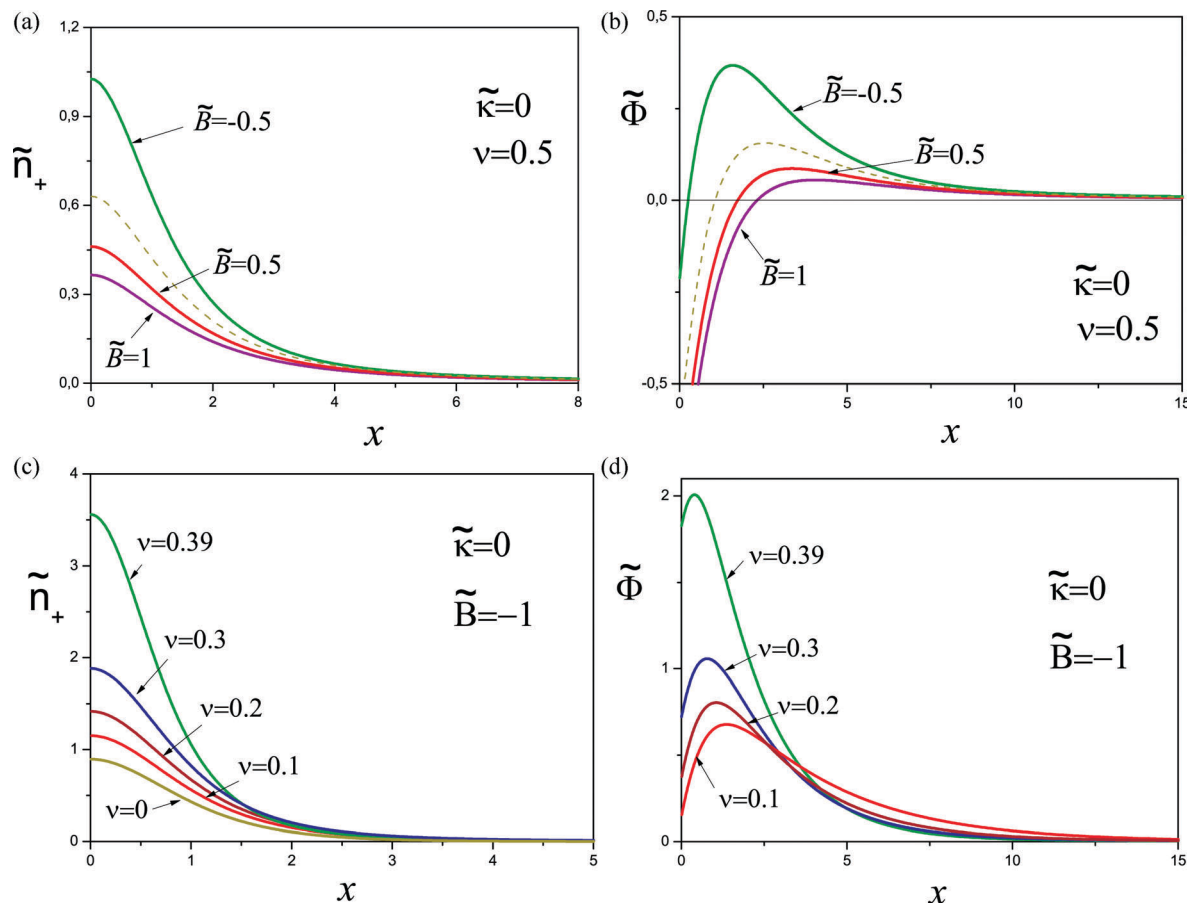 (a)
1,2
0,9
0,6
0,3
0,0
ñ₊
B̃=-0.5
B̃=0.5
B̃=1
κ̃=0
ν=0.5
0 2 4 6 8
x
(b)
0,5
0,0
-0,5
Φ̃
B̃=-0.5
B̃=0.5
B̃=1
κ̃=0
ν=0.5
0 5 10 15
x
(c)
4
3
2
1
0
ñ₊
ν=0.39
ν=0.3
ν=0.2
ν=0.1
ν=0
κ̃=0
B̃=−1
0 1 2 3 4 5
x
(d)
2
1
0
Φ̃
ν=0.39
ν=0.3
ν=0.2
ν=0.1
κ̃=0
B̃=−1
0 5 10 15
x